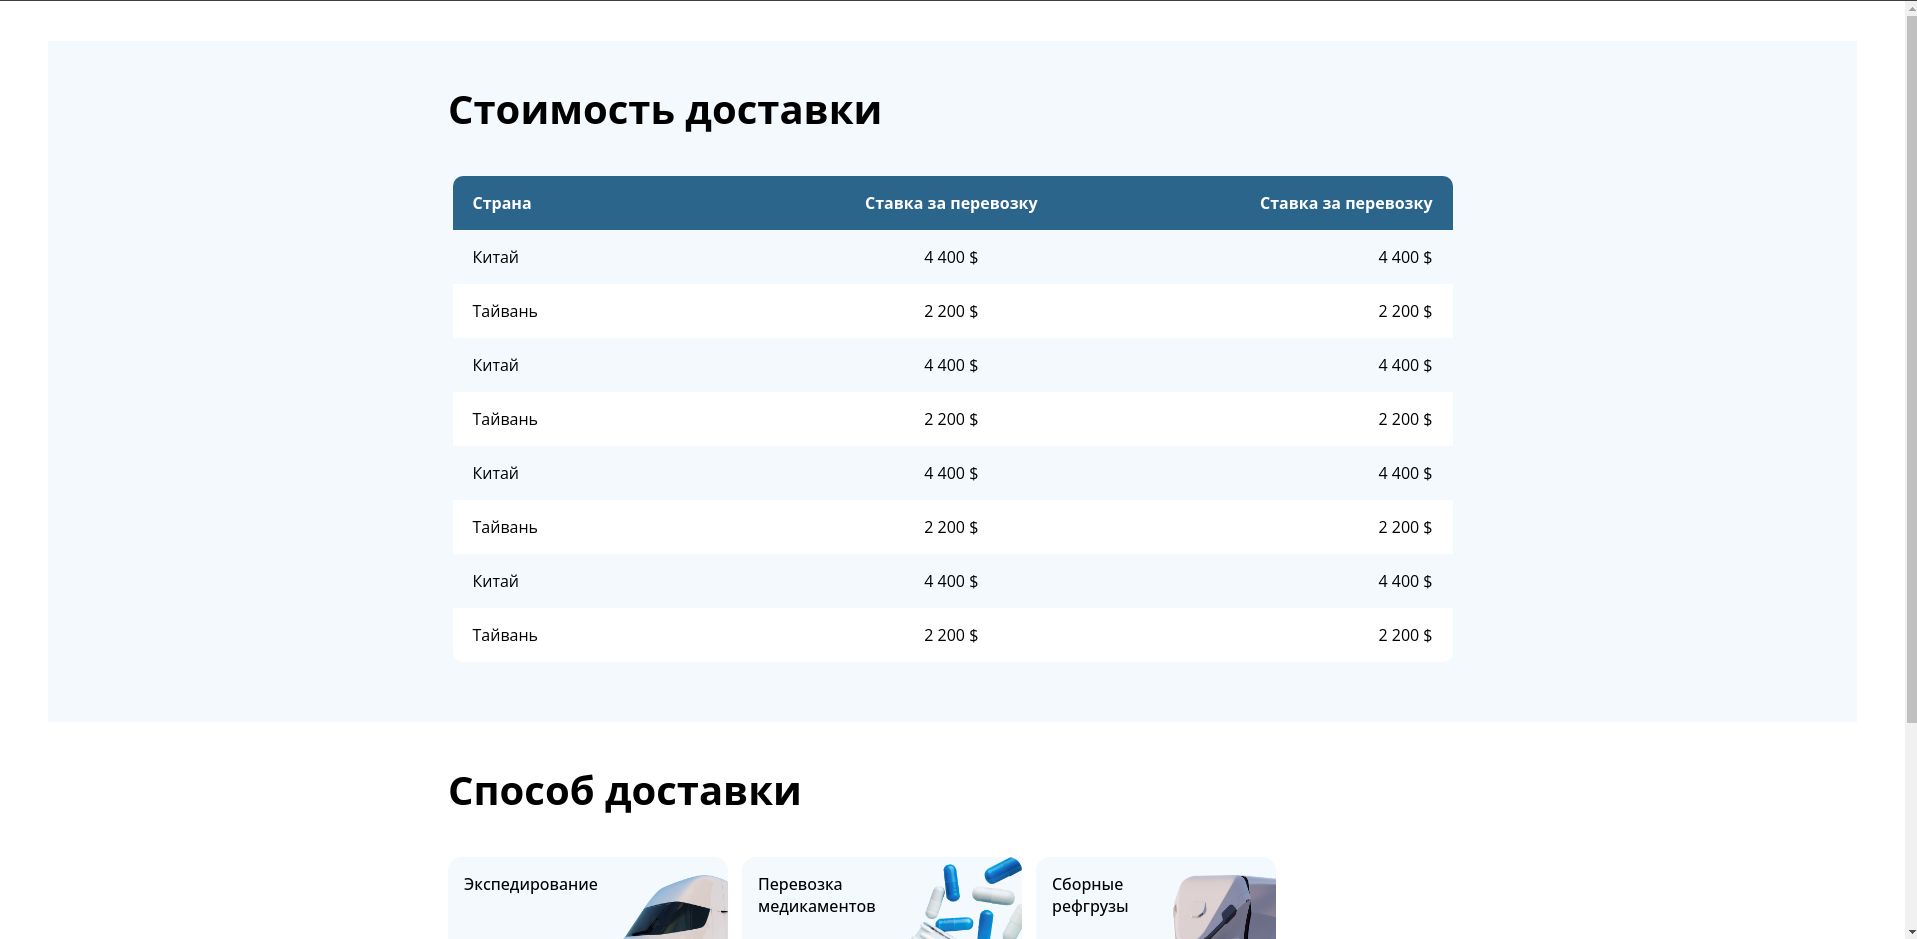 Стоимость доставки
Страна Ставка за перевозку Ставка за перевозку
Китай 4 400 $ 4 400 $
Тайвань 2 200 $ 2 200 $
Китай 4 400 $ 4 400 $
Тайвань 2 200 $ 2 200 $
Китай 4 400 $ 4 400 $
Тайвань 2 200 $ 2 200 $
Китай 4 400 $ 4 400 $
Тайвань 2 200 $ 2 200 $
Способ доставки
Экспедирование
Перевозка
медикаментов
Сборные
рефгрузы